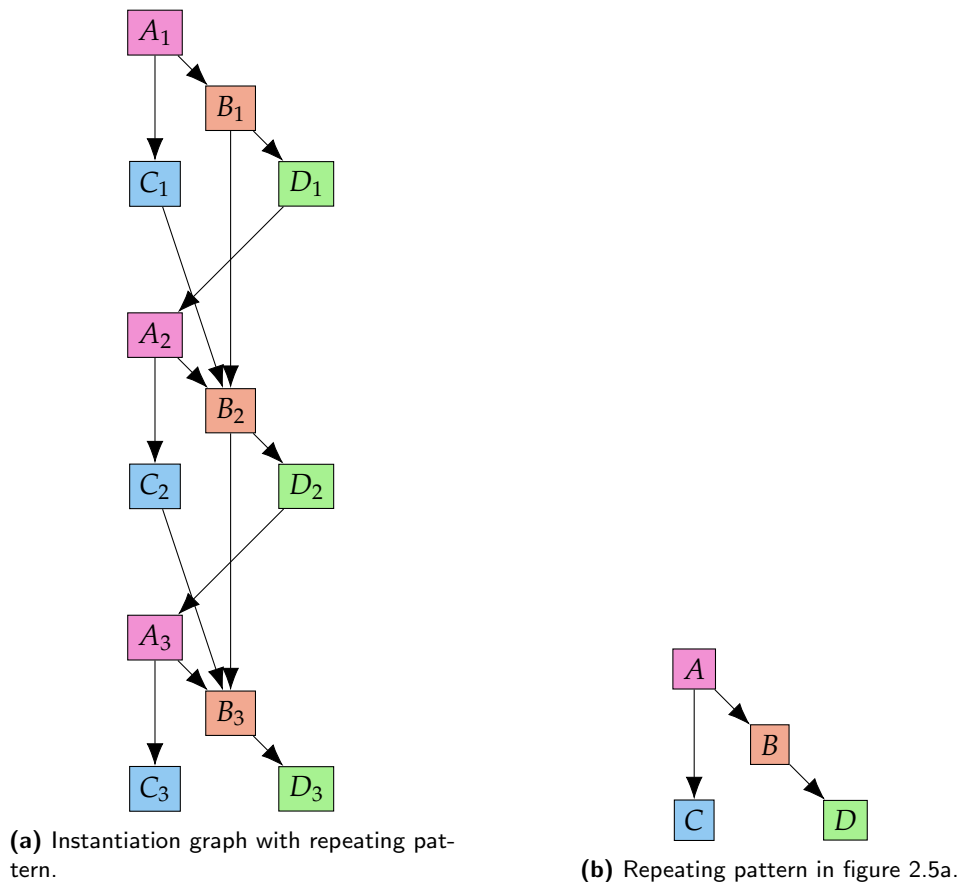 A₁
B₁
C₁ D₁
A₂
B₂
C₂ D₂
A₃
B₃
C₃ D₃
(a) Instantiation graph with repeating pat-
tern.
A
B
C D
(b) Repeating pattern in figure 2.5a.